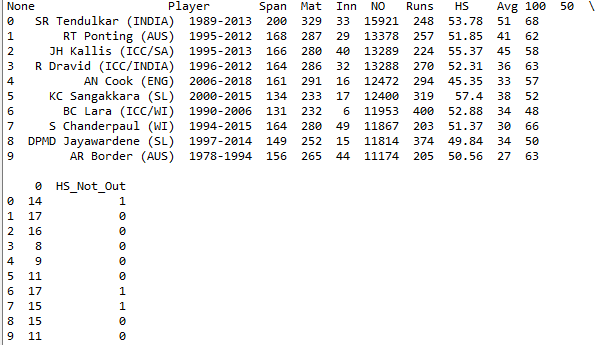 None Player Span Mat Inn NO Runs HS Avg 100 50 \
0 SR Tendulkar (INDIA) 1989-2013 200 329 33 15921 248 53.78 51 68
1 RT Ponting (AUS) 1995-2012 168 287 29 13378 257 51.85 41 62
2 JH Kallis (ICC/SA) 1995-2013 166 280 40 13289 224 55.37 45 58
3 R Dravid (ICC/INDIA) 1996-2012 164 286 32 13288 270 52.31 36 63
4 AN Cook (ENG) 2006-2018 161 291 16 12472 294 45.35 33 57
5 KC Sangakkara (SL) 2000-2015 134 233 17 12400 319 57.4 38 52
6 BC Lara (ICC/WI) 1990-2006 131 232 6 11953 400 52.88 34 48
7 S Chanderpaul (WI) 1994-2015 164 280 49 11867 203 51.37 30 66
8 DPMD Jayawardene (SL) 1997-2014 149 252 15 11814 374 49.84 34 50
9 AR Border (AUS) 1978-1994 156 265 44 11174 205 50.56 27 63
0 HS_Not_Out
0 14 1
1 17 0
2 16 0
3 8 0
4 9 0
5 11 0
6 17 1
7 15 1
8 15 0
9 11 0